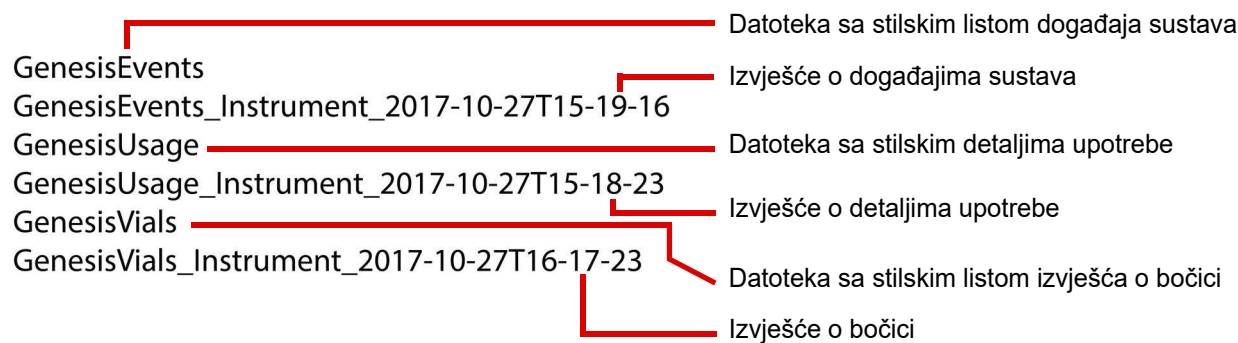 Datoteka sa stilskim listom događaja sustava
GenesisEvents
Izvješće o događajima sustava
GenesisEvents_Instrument_2017-10-27T15-19-16
GenesisUsage
Datoteka sa stilskim detaljima upotrebe
GenesisUsage_Instrument_2017-10-27T15-18-23
Izvješće o detaljima upotrebe
GenesisVials
GenesisVials_Instrument_2017-10-27T16-17-23
Datoteka sa stilskim listom izvješća o bočici
Izvješće o bočici